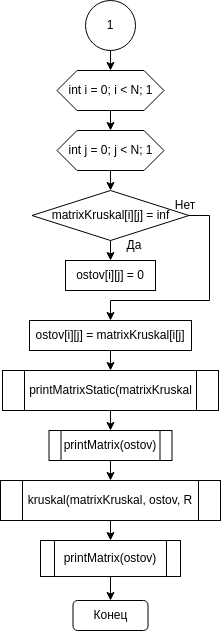 1
int i = 0; i < N; 1
int j = 0; j < N; 1
matrixKruskal[i][j] = inf
Нет
Да
ostov[i][j] = 0
ostov[i][j] = matrixKruskal[i[j]
printMatrixStatic(matrixKruskal
printMatrix(ostov)
kruskal(matrixKruskal, ostov, R
printMatrix(ostov)
Конец